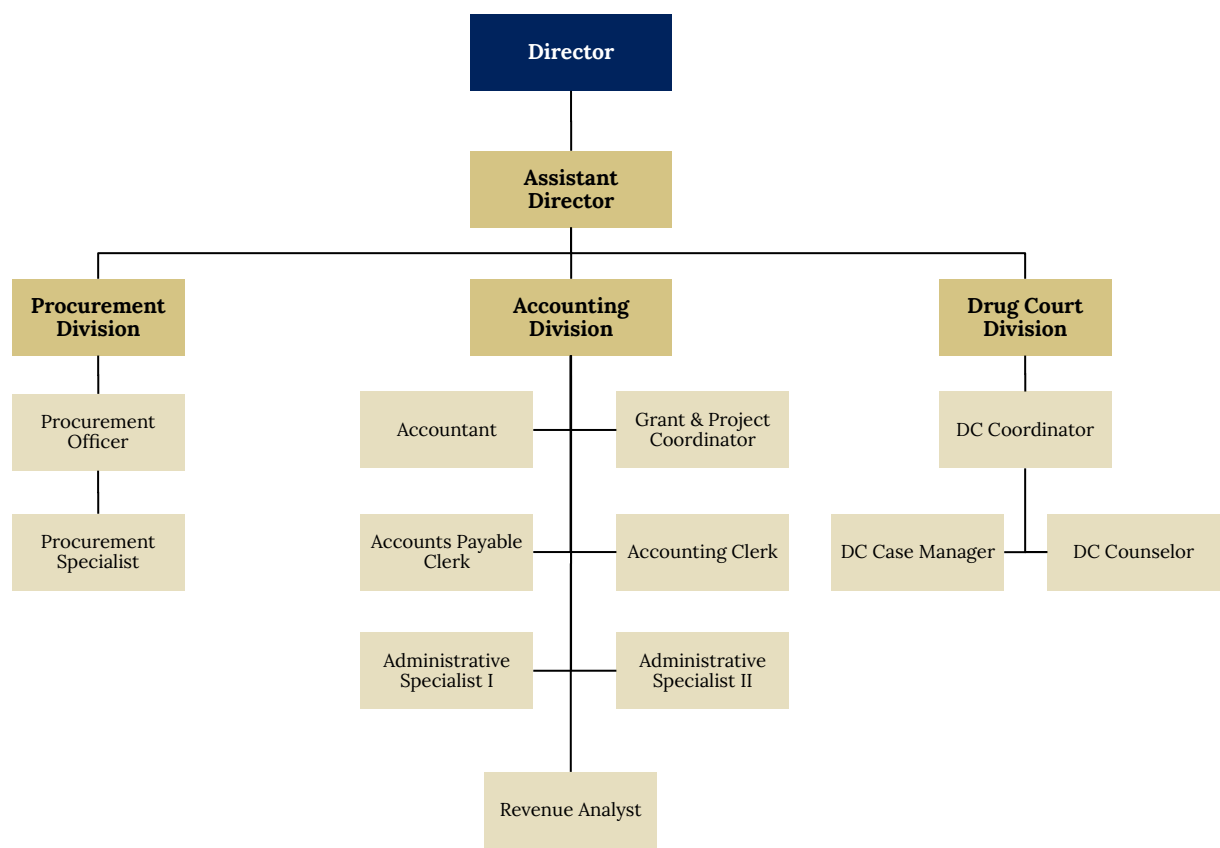 Director
Assistant
Director
Procurement
Division
Accounting
Division
Drug Court
Division
Procurement
Officer
Accountant
Grant & Project
Coordinator
DC Coordinator
Procurement
Specialist
Accounts Payable
Clerk
Accounting Clerk
DC Case Manager
DC Counselor
Administrative
Specialist I
Administrative
Specialist II
Revenue Analyst